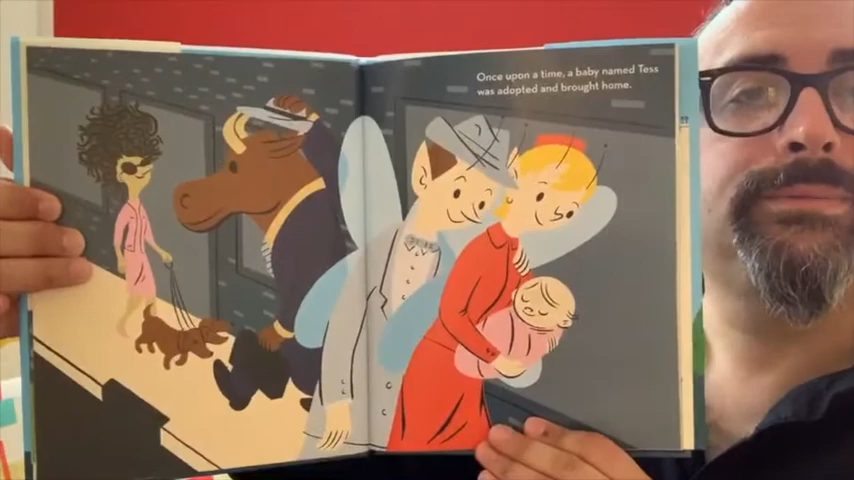 Once upon a time, a baby named Tess
was adopted and brought home.